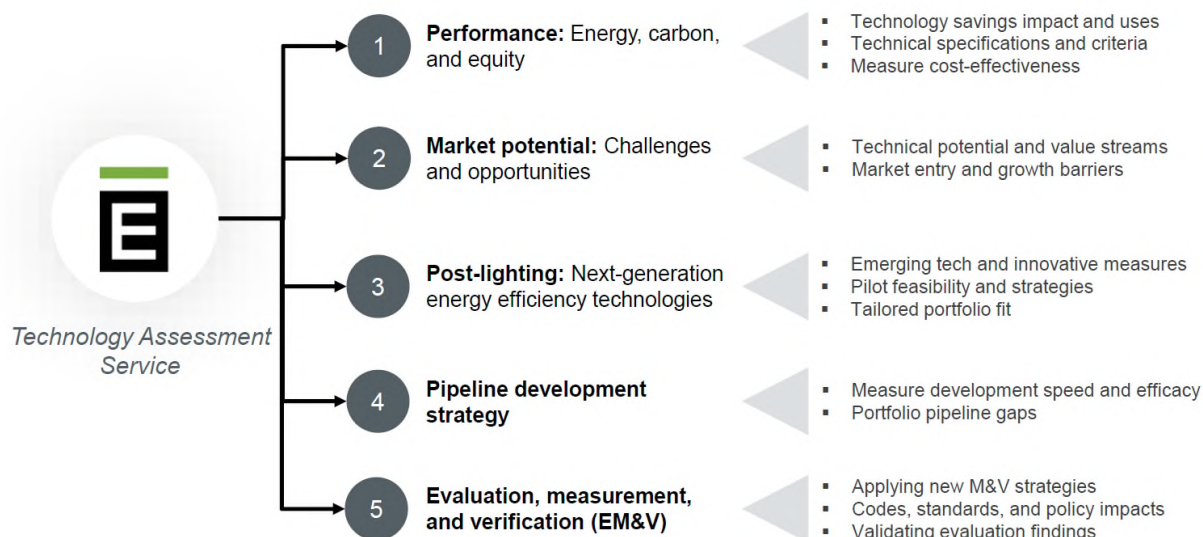 1
Performance: Energy, carbon,
and equity
▪ Technology savings impact and uses
▪ Technical specifications and criteria
▪ Measure cost-effectiveness
2
Market potential: Challenges
and opportunities
▪ Technical potential and value streams
▪ Market entry and growth barriers
E
Technology Assessment
Service
3
Post-lighting: Next-generation
energy efficiency technologies
▪ Emerging tech and innovative measures
▪ Pilot feasibility and strategies
▪ Tailored portfolio fit
4
Pipeline development
strategy
▪ Measure development speed and efficacy
▪ Portfolio pipeline gaps
5
Evaluation, measurement,
and verification (EM&V)
▪ Applying new M&V strategies
▪ Codes, standards, and policy impacts
▪ Validating evaluation findings